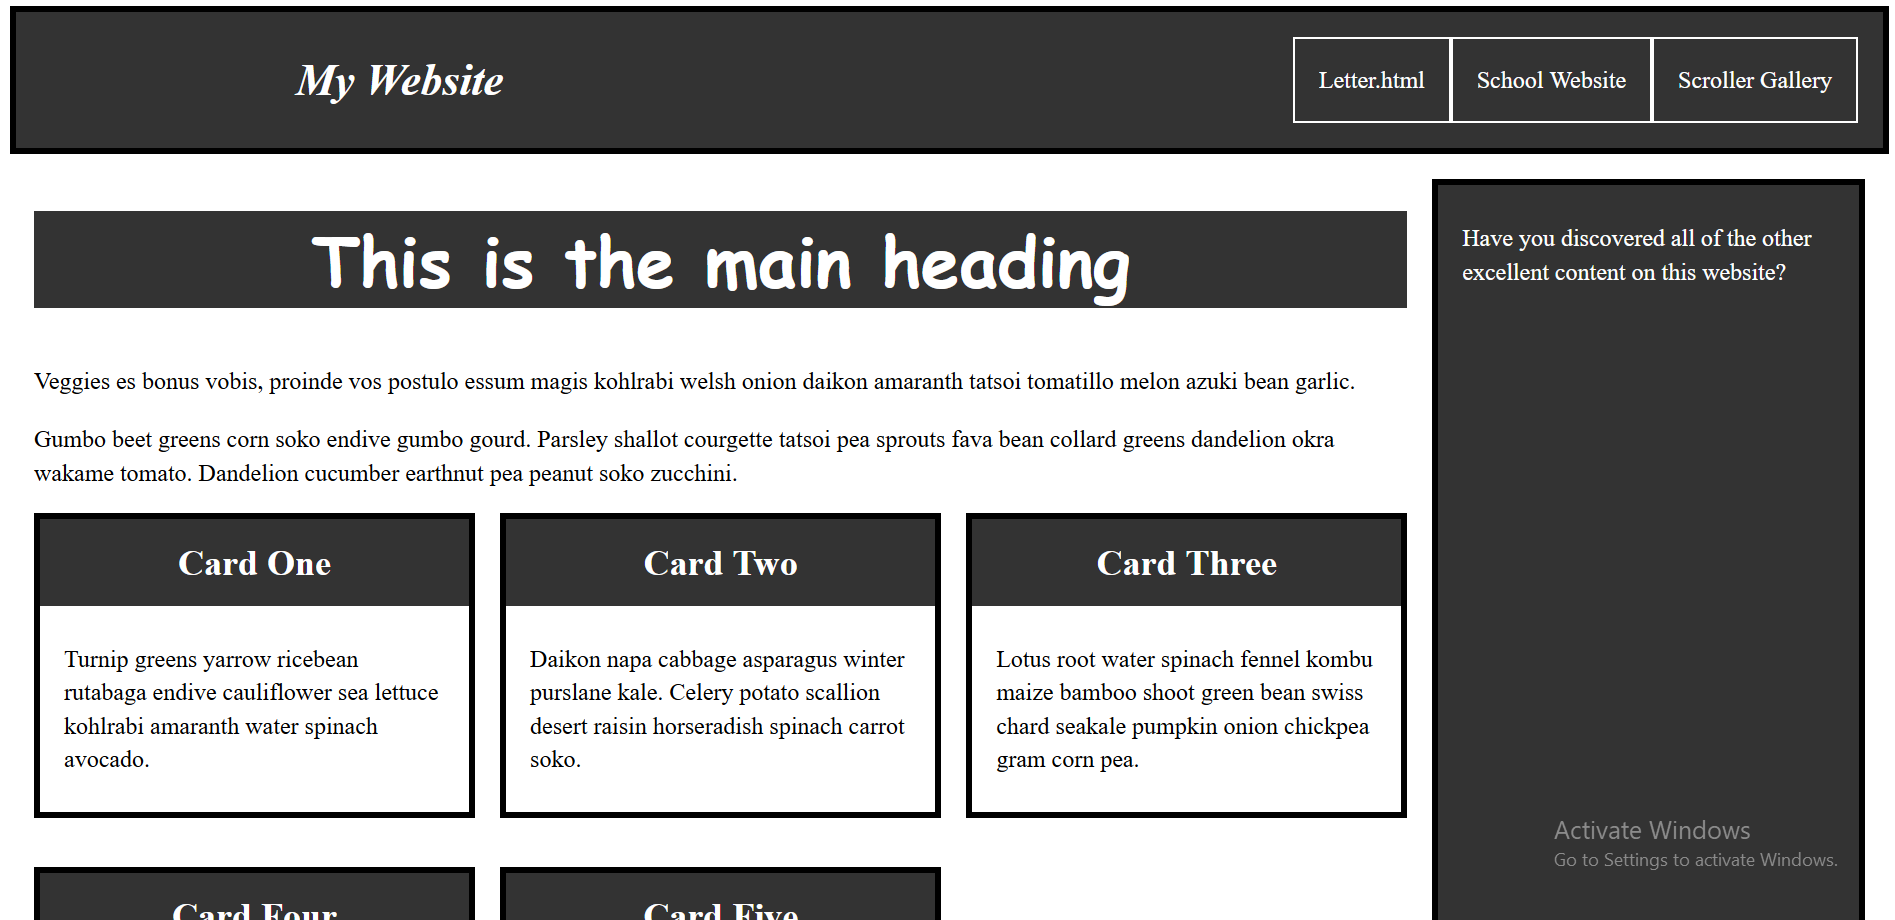 My Website
Letter.html
School Website
Scroller Gallery
This is the main heading
Have you discovered all of the other
excellent content on this website?
Veggies es bonus vobis, proinde vos postulo essum magis kohlrabi welsh onion daikon amaranth tatsoi tomatillo melon azuki bean garlic.
Gumbo beet greens corn soko endive gumbo gourd. Parsley shallot courgette tatsoi pea sprouts fava bean collard greens dandelion okra
wakame tomato. Dandelion cucumber earthnut pea peanut soko zucchini.
Card One
Turnip greens yarrow ricebean
rutabaga endive cauliflower sea lettuce
kohlrabi amaranth water spinach
avocado.
Card Two
Daikon napa cabbage asparagus winter
purslane kale. Celery potato scallion
desert raisin horseradish spinach carrot
soko.
Card Three
Lotus root water spinach fennel kombu
maize bamboo shoot green bean swiss
chard seakale pumpkin onion chickpea
gram corn pea.
Card Four
Card Five
Activate Windows
Go to Settings to activate Windows.